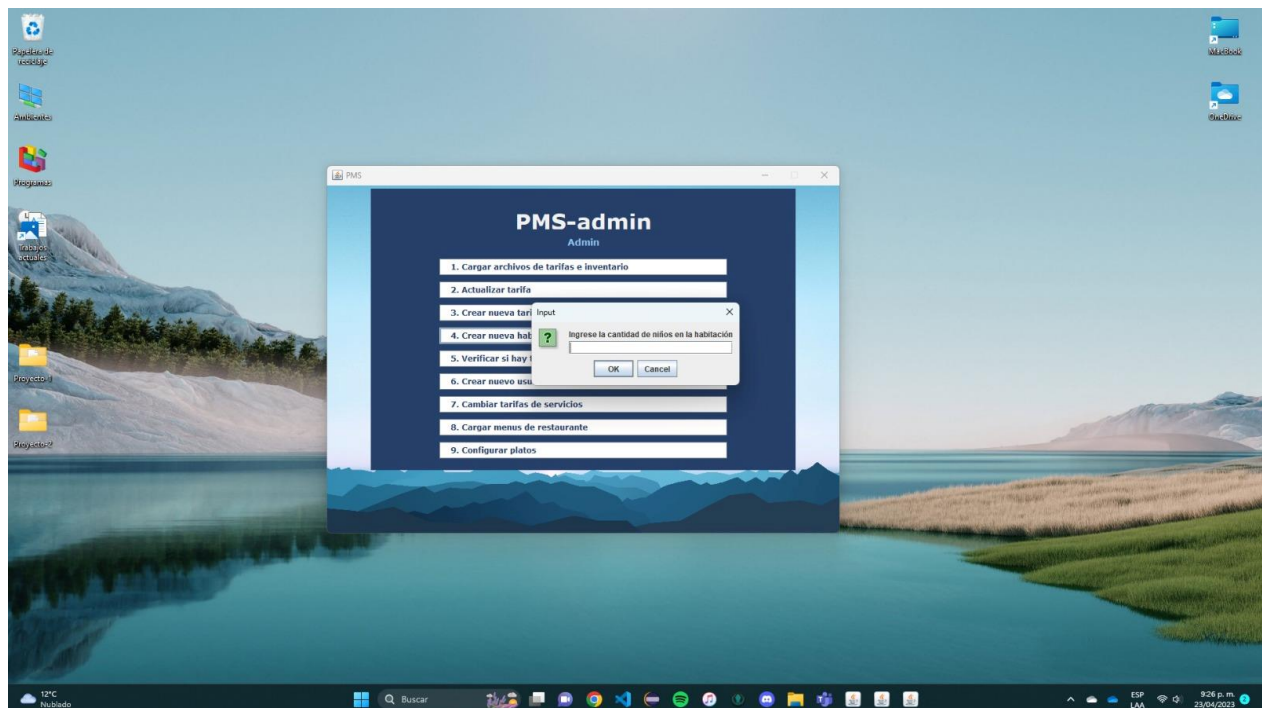 Papelera de
reciclaje
Ambientes
Programas
Trabajos
actuales
Proyecto-1
Proyecto-2
MacBook
OneDrive
PMS
PMS-admin
Admin
1. Cargar archivos de tarifas e inventario
2. Actualizar tarifa
3. Crear nueva tari
4. Crear nueva hab
5. Verificar si hay t
6. Crear nuevo usu
7. Cambiar tarifas de servicios
8. Cargar menus de restaurante
9. Configurar platos
Input
Ingrese la cantidad de niños en la habitación
OK
Cancel
12°C
Nublado
Buscar
ESP
LAA
9:26 p. m.
23/04/2023
2